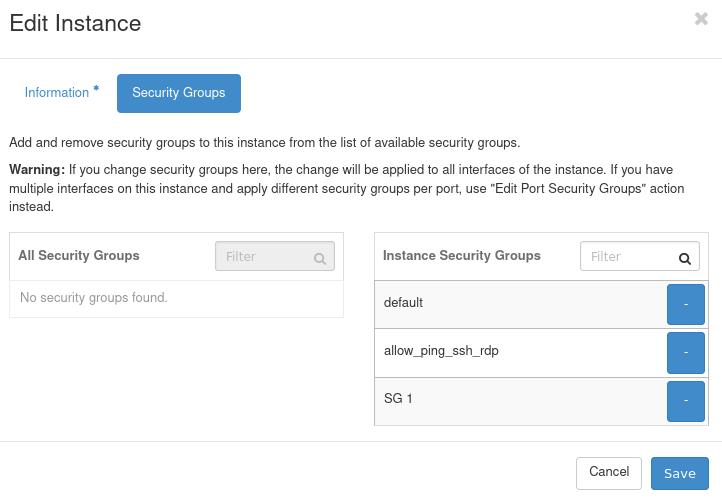 Edit Instance
×
Information *
Security Groups
Add and remove security groups to this instance from the list of available security groups.
Warning: If you change security groups here, the change will be applied to all interfaces of the instance. If you have
multiple interfaces on this instance and apply different security groups per port, use "Edit Port Security Groups" action
instead.
All Security Groups
Filter
No security groups found.
Instance Security Groups
Filter
default
-
allow_ping_ssh_rdp
-
SG 1
-
Cancel
Save